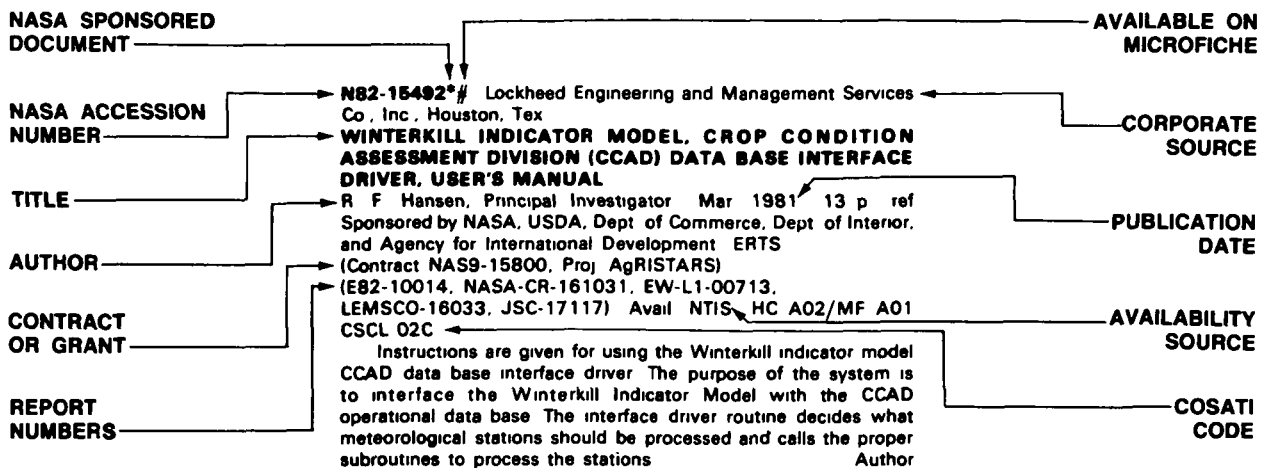 NASA SPONSORED
DOCUMENT
AVAILABLE ON
MICROFICHE
NASA ACCESSION
NUMBER
TITLE
AUTHOR
CONTRACT
OR GRANT
REPORT
NUMBERS
N82-15492*# Lockheed Engineering and Management Services
Co, Inc, Houston, Tex
WINTERKILL INDICATOR MODEL, CROP CONDITION
ASSESSMENT DIVISION (CCAD) DATA BASE INTERFACE
DRIVER, USER'S MANUAL
R F Hansen, Principal Investigator Mar 1981 13 p ref
Sponsored by NASA, USDA, Dept of Commerce, Dept of Interior,
and Agency for International Development ERTS
(Contract NAS9-15800, Proj AgRISTARS)
(E82-10014, NASA-CR-161031, EW-L1-00713,
LEMSCO-16033, JSC-17117) Avail NTIS HC A02/MF A01
CSCL 02C
Instructions are given for using the Winterkill indicator model
CCAD data base interface driver The purpose of the system is
to interface the Winterkill Indicator Model with the CCAD
operational data base The interface driver routine decides what
meteorological stations should be processed and calls the proper
subroutines to process the stations Author
CORPORATE
SOURCE
PUBLICATION
DATE
AVAILABILITY
SOURCE
COSATI
CODE